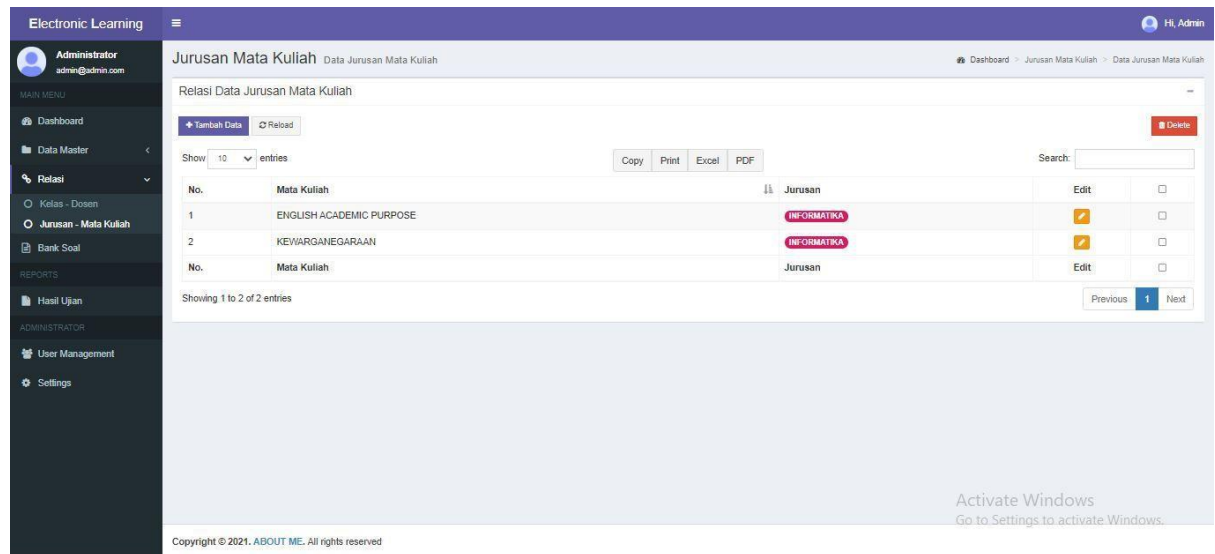 Electronic Learning
Hi, Admin
Administrator
admin@admin.com
MAIN MENU
Dashboard
Data Master
Relasi
Kelas - Dosen
Jurusan - Mata Kuliah
Bank Soal
REPORTS
Hasil Ujian
ADMINISTRATOR
User Management
Settings
Jurusan Mata Kuliah Data Jurusan Mata Kuliah
Dashboard > Jurusan Mata Kuliah > Data Jurusan Mata Kuliah
Relasi Data Jurusan Mata Kuliah
+ Tambah Data Reload Delete
Show 10 entries Copy Print Excel PDF Search:
No. Mata Kuliah Jurusan Edit
1 ENGLISH ACADEMIC PURPOSE INFORMATIKA
2 KEWARGANEGARAAN INFORMATIKA
No. Mata Kuliah Jurusan Edit
Showing 1 to 2 of 2 entries Previous 1 Next
Activate Windows
Go to Settings to activate Windows.
Copyright © 2021. ABOUT ME. All rights reserved